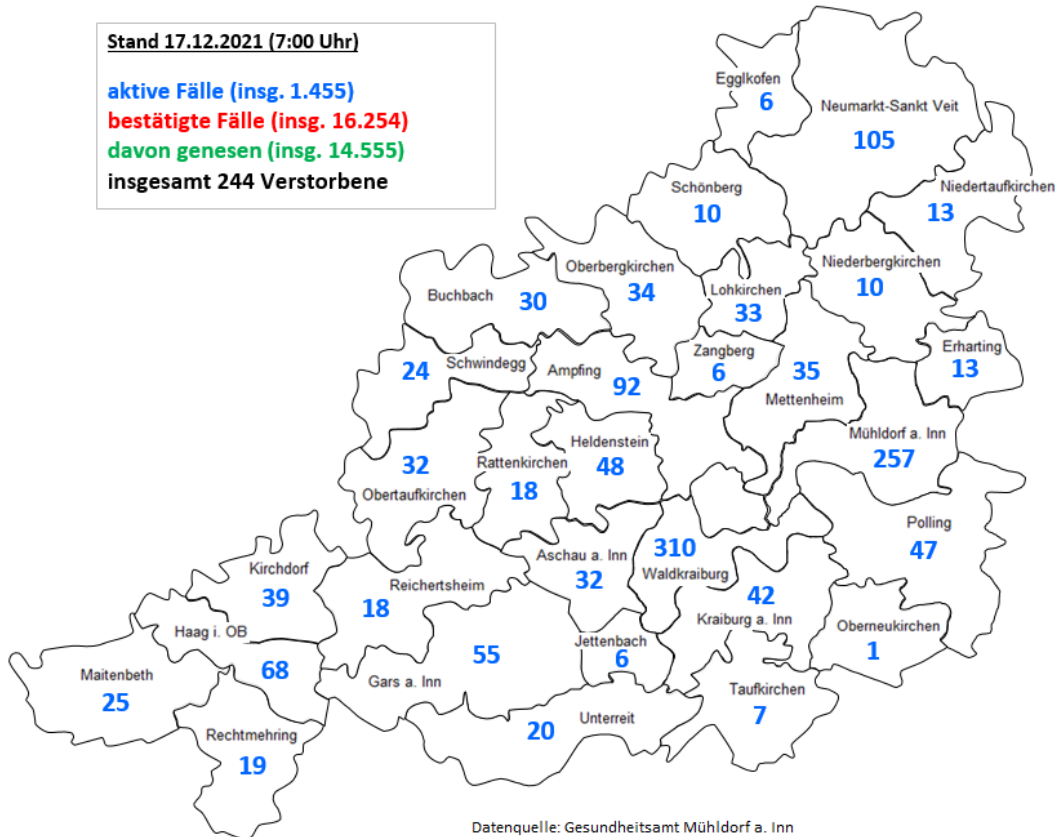 Stand 17.12.2021 (7:00 Uhr)
aktive Fälle (insg. 1.455)
bestätigte Fälle (insg. 16.254)
davon genesen (insg. 14.555)
insgesamt 244 Verstorbene
Egglkofen
6
Neumarkt-Sankt Veit
105
Schönberg
10
Niedertaufkirchen
13
Oberbergkirchen
34
Lohkirchen
33
Niederbergkirchen
10
Buchbach
30
Schwindegg
24
Ampfing
92
Zangberg
6
35
Mettenheim
Erharting
13
Mühldorf a. Inn
257
32
Obertaufkirchen
Rattenkirchen
18
Heldenstein
48
Polling
47
Kirchdorf
39
Reichertsheim
18
Aschau a. Inn
32
310
Waldkraiburg
42
Kraiburg a. Inn
Oberneukirchen
1
Haag i. OB
68
Maitenbeth
25
55
Gars a. Inn
Jettenbach
6
Taufkirchen
7
Rechtmehring
19
Unterreit
20
Datenquelle: Gesundheitsamt Mühldorf a. Inn